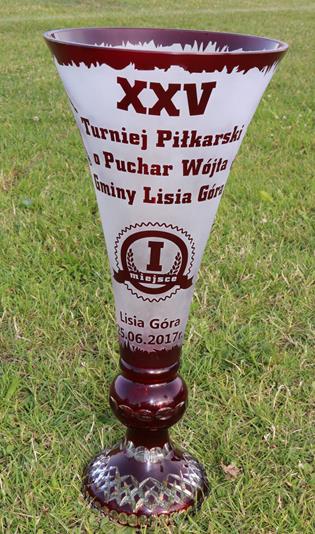 XXV
Turniej Piłkarski
o Puchar Wójta
Gminy Lisia Góra
I
miejsce
Lisia Góra
25.06.2017r.